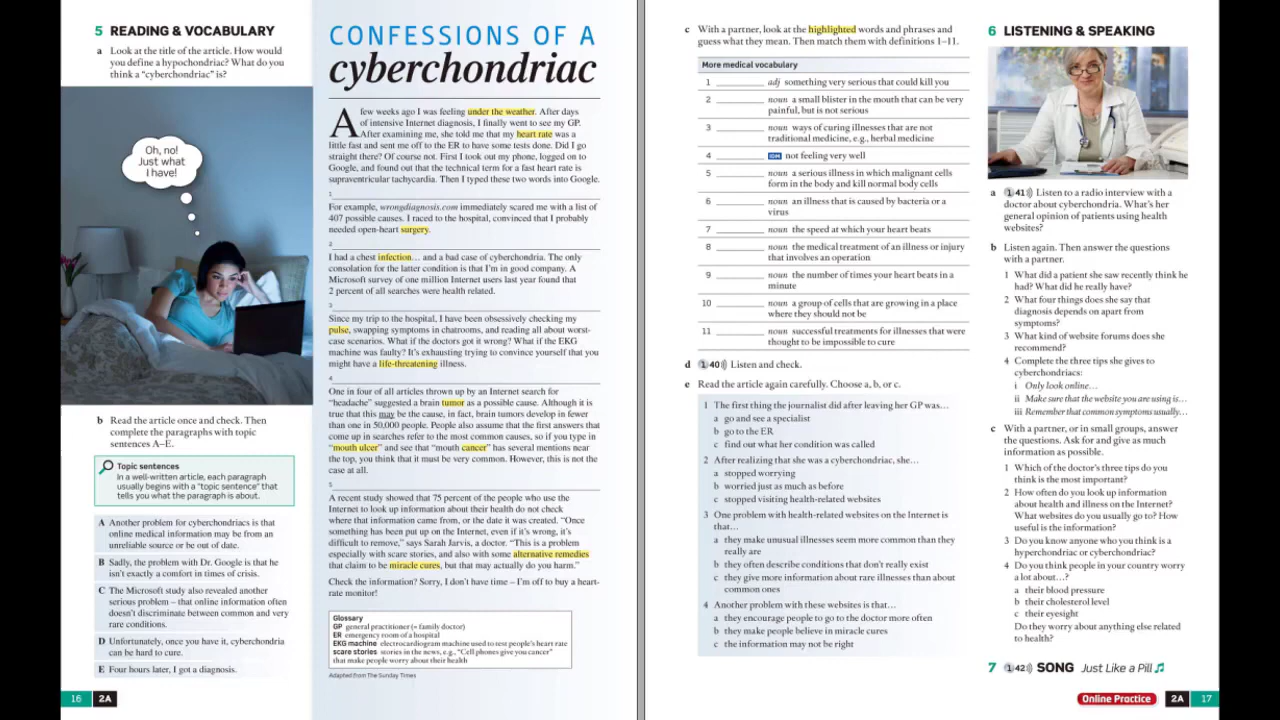 5 READING & VOCABULARY
a Look at the title of the article. How would
you define a hypochondriac? What do you
think a “cyberchondriac” is?
Oh, no!
Just what
I have!
b Read the article once and check. Then
complete the paragraphs with topic
sentences A–E.
Topic sentences
In a well-written article, each paragraph
usually begins with a “topic sentence” that
tells you what the paragraph is about.
A Another problem for cyberchondriacs is that
online medical information may be from an
unreliable source or be out of date.
B Sadly, the problem with Dr. Google is that he
isn’t exactly a comfort in times of crisis.
C The Microsoft study also revealed another
serious problem – that online information often
doesn’t discriminate between common and very
rare conditions.
D Unfortunately, once you have it, cyberchondria
can be hard to cure.
E Four hours later, I got a diagnosis.
16 2A
CONFESSIONS OF A
cyberchondriac
A few weeks ago I was feeling under the weather. After days
of intensive Internet diagnosis, I finally went to see my GP.
After examining me, she told me that my heart rate was a
little fast and sent me off to the ER to have some tests done. Did I go
straight there? Of course not. First I took out my phone, logged on to
Google, and found out that the technical term for a fast heart rate is
supraventricular tachycardia. Then I typed these two words into Google.
1
For example, wrongdiagnosis.com immediately scared me with a list of
407 possible causes. I raced to the hospital, convinced that I probably
needed open-heart surgery.
2
I had a chest infection… and a bad case of cyberchondria. The only
consolation for the latter condition is that I’m in good company. A
Microsoft survey of one million Internet users last year found that
2 percent of all searches were health related.
3
Since my trip to the hospital, I have been obsessively checking my
pulse, swapping symptoms in chatrooms, and reading all about worst-
case scenarios. What if the doctors got it wrong? What if the EKG
machine was faulty? It’s exhausting trying to convince yourself that you
might have a life-threatening illness.
4
One in four of all articles thrown up by an Internet search for
“headache” suggested a brain tumor as a possible cause. Although it is
true that this may be the cause, in fact, brain tumors develop in fewer
than one in 50,000 people. People also assume that the first answers that
come up in searches refer to the most common causes, so if you type in
“mouth ulcer” and see that “mouth cancer” has several mentions near
the top, you think that it must be very common. However, this is not the
case at all.
5
A recent study showed that 75 percent of the people who use the
Internet to look up information about their health do not check
where that information came from, or the date it was created. “Once
something has been put up on the Internet, even if it’s wrong, it’s
difficult to remove,” says Sarah Jarvis, a doctor. “This is a problem
especially with scare stories, and also with some alternative remedies
that claim to be miracle cures, but that may actually do you harm.”
Check the information? Sorry, I don’t have time – I’m off to buy a heart-
rate monitor!
Glossary
GP general practitioner (= family doctor)
ER emergency room of a hospital
EKG machine electrocardiogram machine used to test people’s heart rate
scare stories stories in the news, e.g., “Cell phones give you cancer”
that make people worry about their health
Adapted from The Sunday Times
c With a partner, look at the highlighted words and phrases and
guess what they mean. Then match them with definitions 1–11.
More medical vocabulary
1 __________ adj something very serious that could kill you
2 __________ noun a small blister in the mouth that can be very
painful, but is not serious
3 __________ noun ways of curing illnesses that are not
traditional medicine, e.g., herbal medicine
4 __________ IDM not feeling very well
5 __________ noun a serious illness in which malignant cells
form in the body and kill normal body cells
6 __________ noun an illness that is caused by bacteria or a
virus
7 __________ noun the speed at which your heart beats
8 __________ noun the medical treatment of an illness or injury
that involves an operation
9 __________ noun the number of times your heart beats in a
minute
10 __________ noun a group of cells that are growing in a place
where they should not be
11 __________ noun successful treatments for illnesses that were
thought to be impossible to cure
d 1 40 Listen and check.
e Read the article again carefully. Choose a, b, or c.
1 The first thing the journalist did after leaving her GP was…
a go and see a specialist
b go to the ER
c find out what her condition was called
2 After realizing that she was a cyberchondriac, she…
a stopped worrying
b worried just as much as before
c stopped visiting health-related websites
3 One problem with health-related websites on the Internet is
that…
a they make unusual illnesses seem more common than they
really are
b they often describe conditions that don’t really exist
c they give more information about rare illnesses than about
common ones
4 Another problem with these websites is that…
a they encourage people to go to the doctor more often
b they make people believe in miracle cures
c the information may not be right
6 LISTENING & SPEAKING
a 1 41 Listen to a radio interview with a
doctor about cyberchondria. What’s her
general opinion of patients using health
websites?
b Listen again. Then answer the questions
with a partner.
1 What did a patient she saw recently think he
had? What did he really have?
2 What four things does she say that
diagnosis depends on apart from
symptoms?
3 What kind of website forums does she
recommend?
4 Complete the three tips she gives to
cyberchondriacs:
i Only look online…
ii Make sure that the website you are using is…
iii Remember that common symptoms usually…
c With a partner, or in small groups, answer
the questions. Ask for and give as much
information as possible.
1 Which of the doctor’s three tips do you
think is the most important?
2 How often do you look up information
about health and illness on the Internet?
What websites do you usually go to? How
useful is the information?
3 Do you know anyone who you think is a
hyperchondriac or cyberchondriac?
4 Do you think people in your country worry
a lot about…?
a their blood pressure
b their cholesterol level
c their eyesight
Do they worry about anything else related
to health?
7 1 42 SONG Just Like a Pill
Online Practice 2A 17